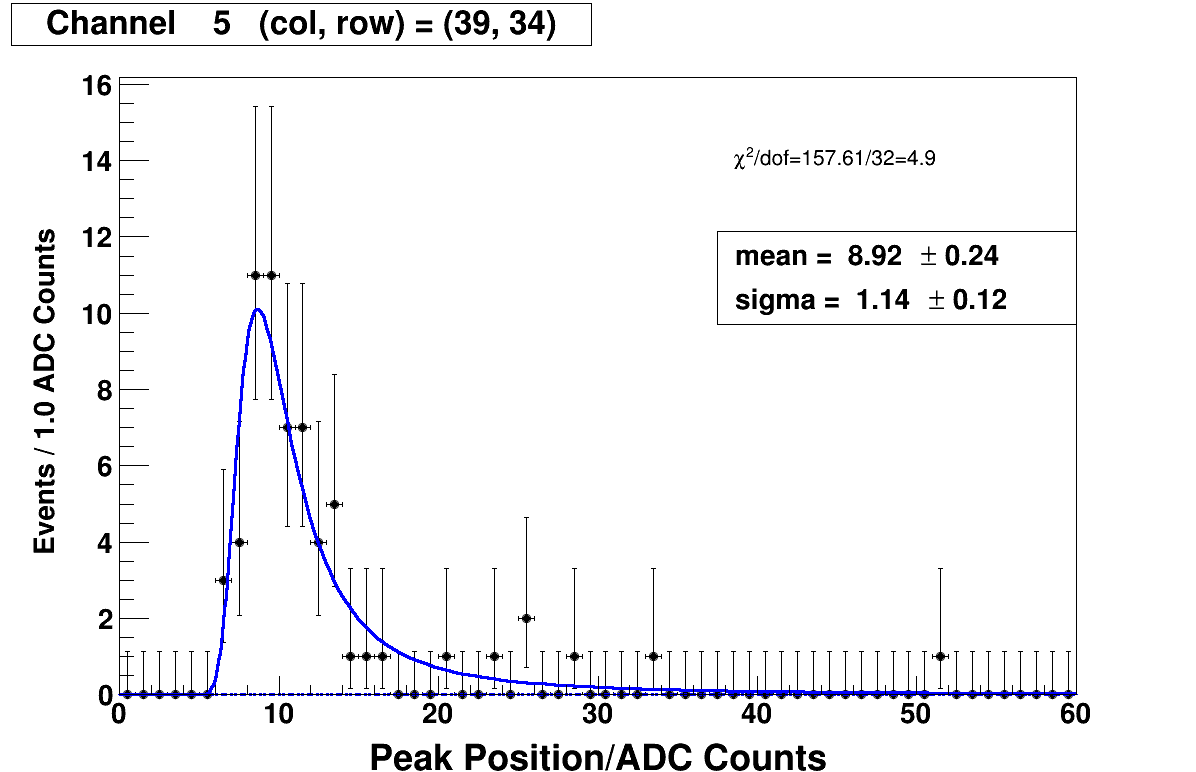 Channel 5 (col, row) = (39, 34)
16
14
12
10
8
6
4
2
0
Events / 1.0 ADC Counts
χ²/dof=157.61/32=4.9
mean = 8.92 ± 0.24
sigma = 1.14 ± 0.12
0 10 20 30 40 50 60
Peak Position/ADC Counts